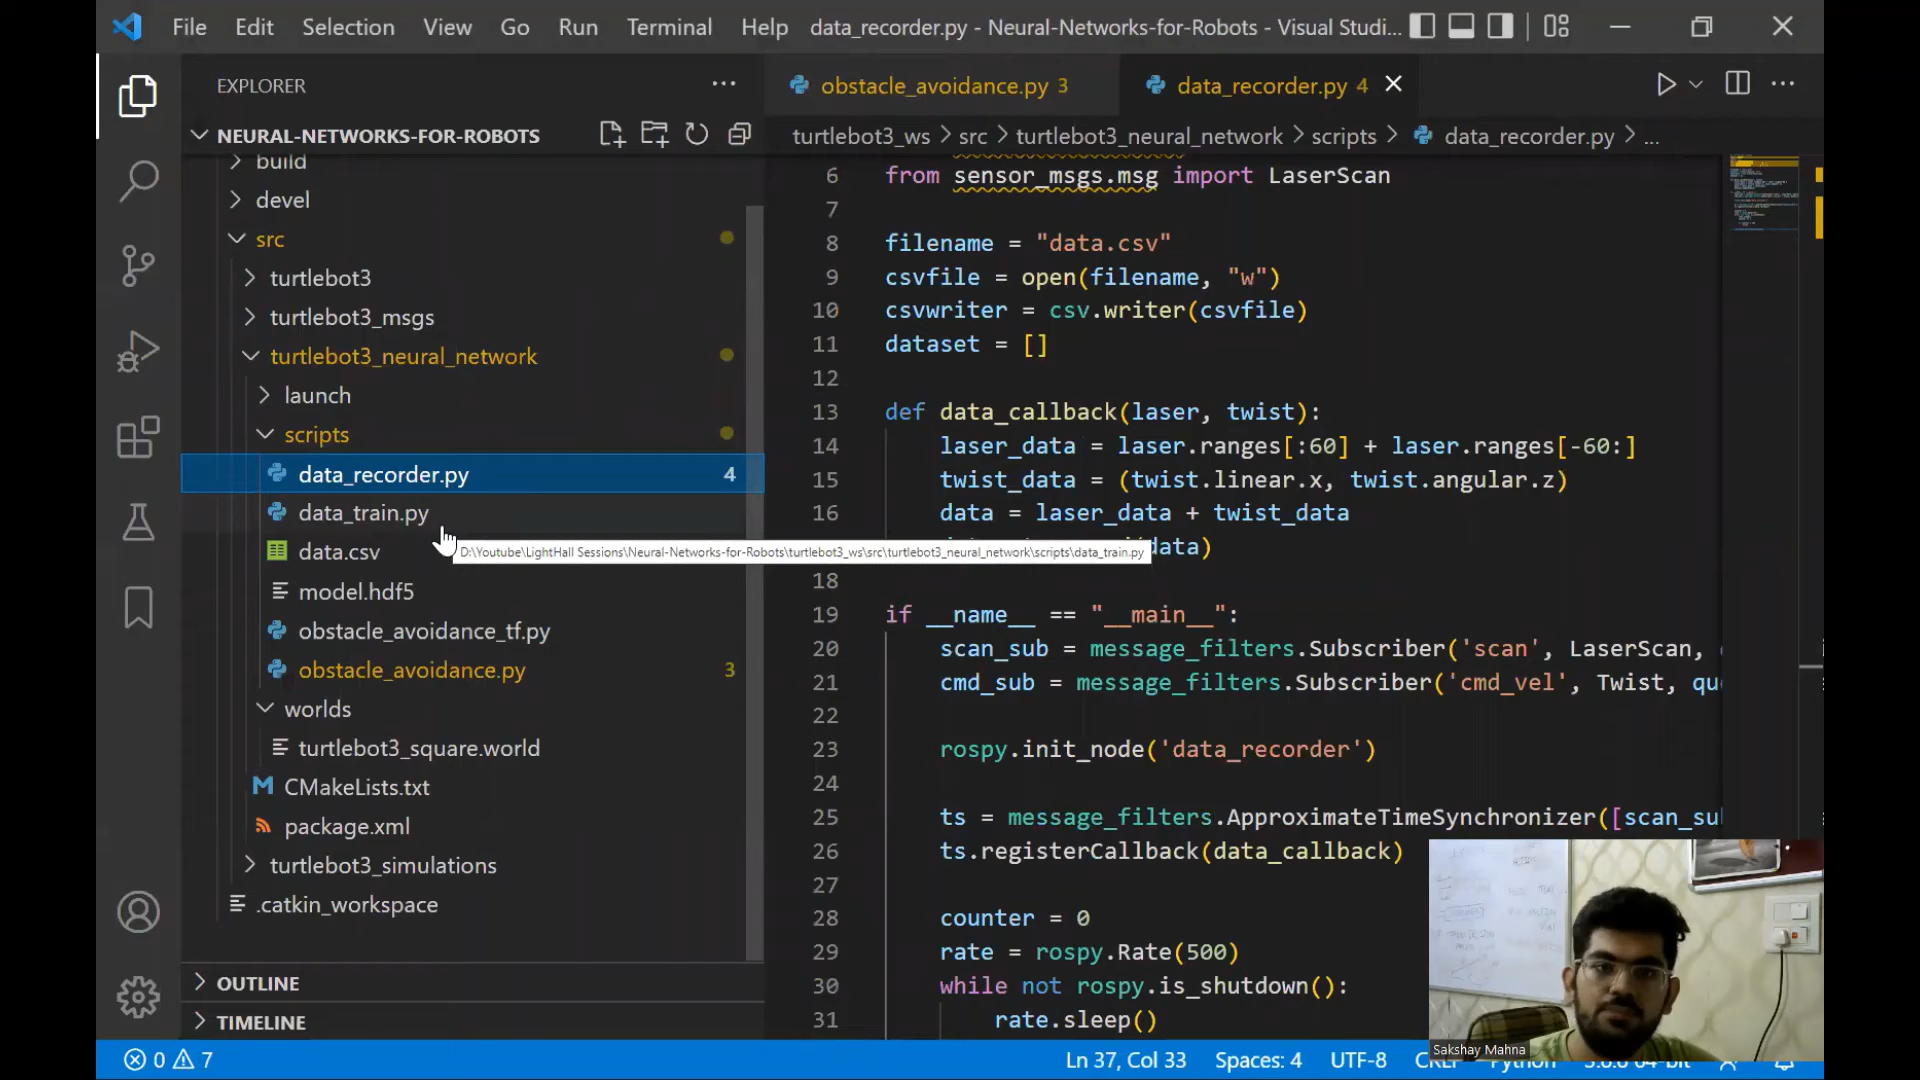 File Edit Selection View Go Run Terminal Help data_recorder.py - Neural-Networks-for-Robots - Visual Studi...
EXPLORER
NEURAL-NETWORKS-FOR-ROBOTS
build
devel
src
turtlebot3
turtlebot3_msgs
turtlebot3_neural_network
launch
scripts
data_recorder.py 4
data_train.py
data.csv
model.hdf5
obstacle_avoidance_tf.py
obstacle_avoidance.py 3
worlds
turtlebot3_square.world
CMakeLists.txt
package.xml
turtlebot3_simulations
.catkin_workspace
OUTLINE
TIMELINE
D:\Youtube\LightHall Sessions\Neural-Networks-for-Robots\turtlebot3_ws\src\turtlebot3_neural_network\scripts\data_train.py
obstacle_avoidance.py 3 data_recorder.py 4
turtlebot3_ws > src > turtlebot3_neural_network > scripts > data_recorder.py > ...
6 from sensor_msgs.msg import LaserScan
7
8 filename = "data.csv"
9 csvfile = open(filename, "w")
10 csvwriter = csv.writer(csvfile)
11 dataset = []
12
13 def data_callback(laser, twist):
14 laser_data = laser.ranges[:60] + laser.ranges[-60:]
15 twist_data = (twist.linear.x, twist.angular.z)
16 data = laser_data + twist_data
(data)
18
19 if __name__ == "__main__":
20 scan_sub = message_filters.Subscriber('scan', LaserScan,
21 cmd_sub = message_filters.Subscriber('cmd_vel', Twist, qu
22
23 rospy.init_node('data_recorder')
24
25 ts = message_filters.ApproximateTimeSynchronizer([scan_su
26 ts.registerCallback(data_callback)
27
28 counter = 0
29 rate = rospy.Rate(500)
30 while not rospy.is_shutdown():
31 rate.sleep()
Sakshay Mahna
0 7 Ln 37, Col 33 Spaces: 4 UTF-8 CRLF Python